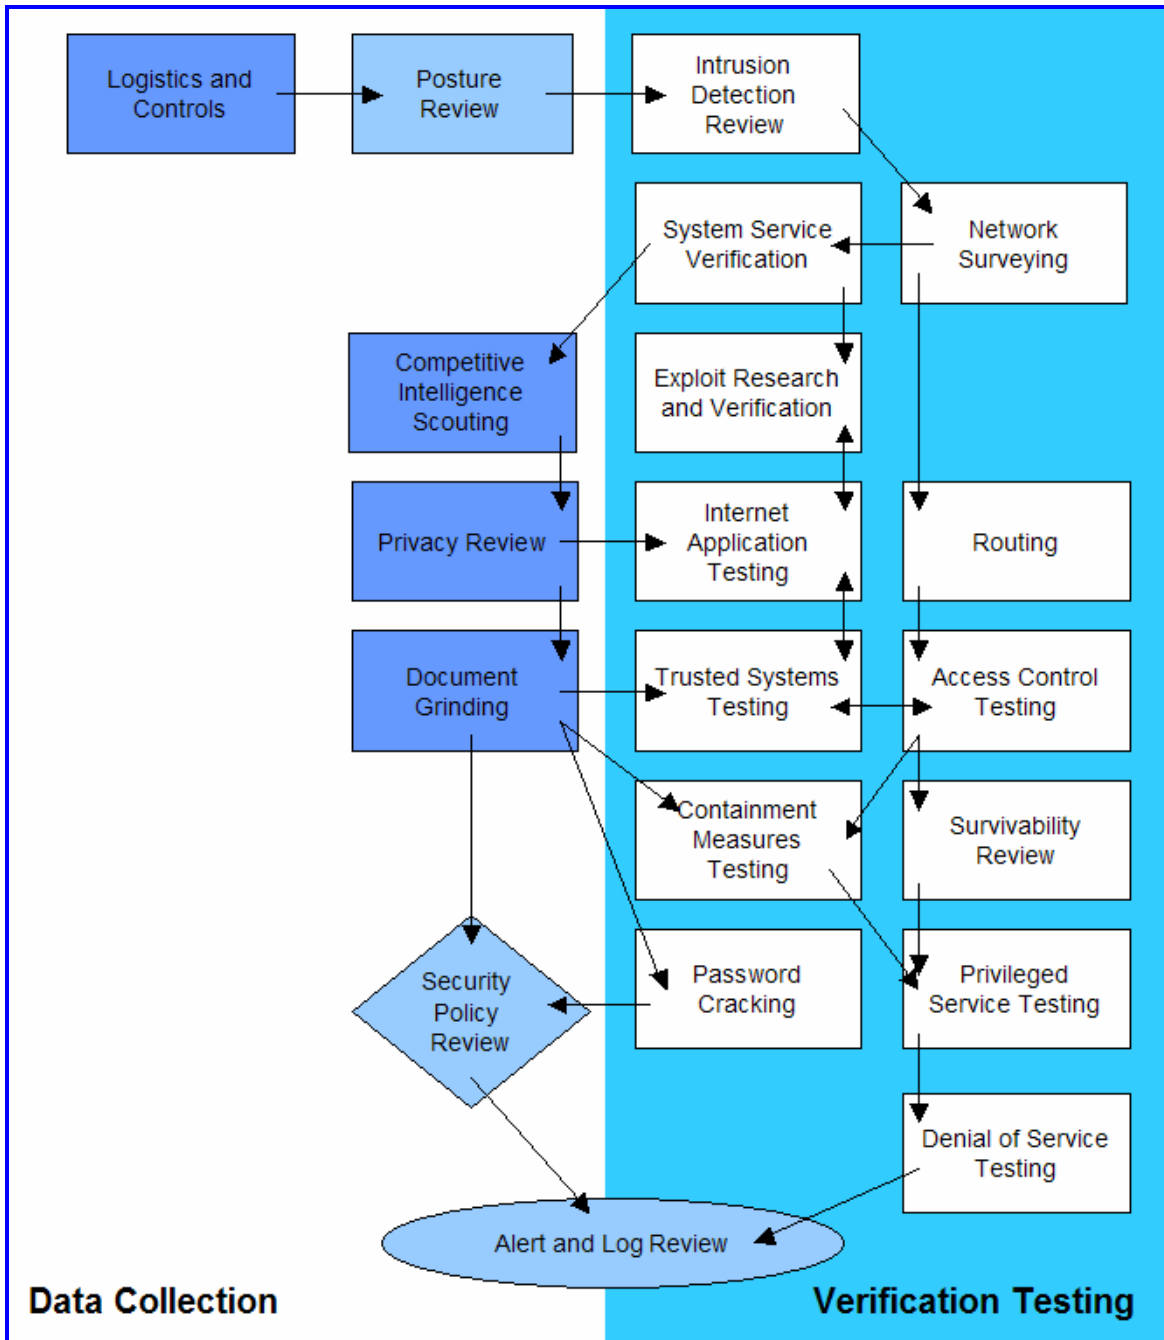 Logistics and
Controls
Posture
Review
Intrusion
Detection
Review
System Service
Verification
Network
Surveying
Competitive
Intelligence
Scouting
Exploit Research
and Verification
Privacy Review
Internet
Application
Testing
Routing
Document
Grinding
Trusted Systems
Testing
Access Control
Testing
Containment
Measures
Testing
Survivability
Review
Security
Policy
Review
Password
Cracking
Privileged
Service Testing
Denial of Service
Testing
Alert and Log Review
Data Collection
Verification Testing